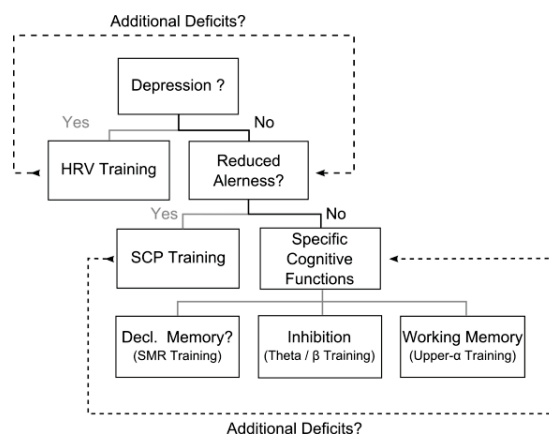 Additional Deficits?
Depression ?
Yes
No
HRV Training
Reduced
Alerness?
Yes
No
SCP Training
Specific
Cognitive
Functions
Decl. Memory?
(SMR Training)
Inhibition
(Theta / β Training)
Working Memory
(Upper-α Training)
Additional Deficits?